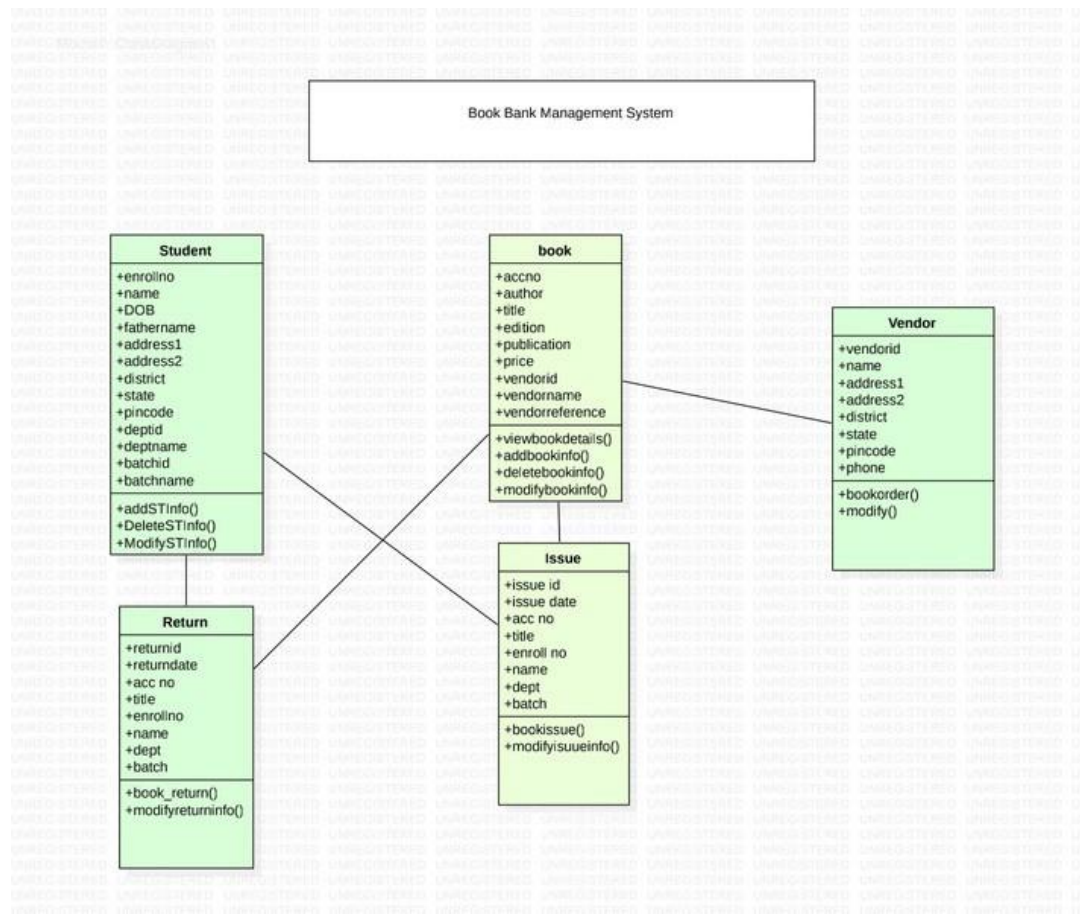 Book Bank Management System
Student
+enrollno
+name
+DOB
+fathername
+address1
+address2
+district
+state
+pincode
+deptid
+deptname
+batchid
+batchname
+addSTInfo()
+DeleteSTInfo()
+ModifySTInfo()
book
+accno
+author
+title
+edition
+publication
+price
+vendorid
+vendorname
+vendorreference
+viewbookdetails()
+addbookinfo()
+deletebookinfo()
+modifybookinfo()
Vendor
+vendorid
+name
+address1
+address2
+district
+state
+pincode
+phone
+bookorder()
+modify()
Return
+returnid
+returndate
+acc no
+title
+enrollno
+name
+dept
+batch
+book_return()
+modifyreturninfo()
Issue
+issue id
+issue date
+acc no
+title
+enroll no
+name
+dept
+batch
+bookissue()
+modifyisuueinfo()